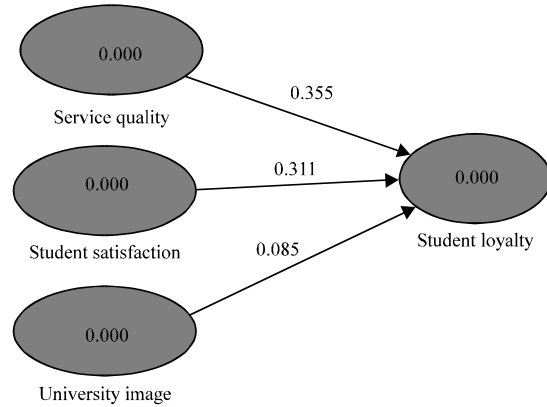 0.000
Service quality
0.355
0.000
Student satisfaction
0.311
0.000
Student loyalty
0.085
0.000
University image